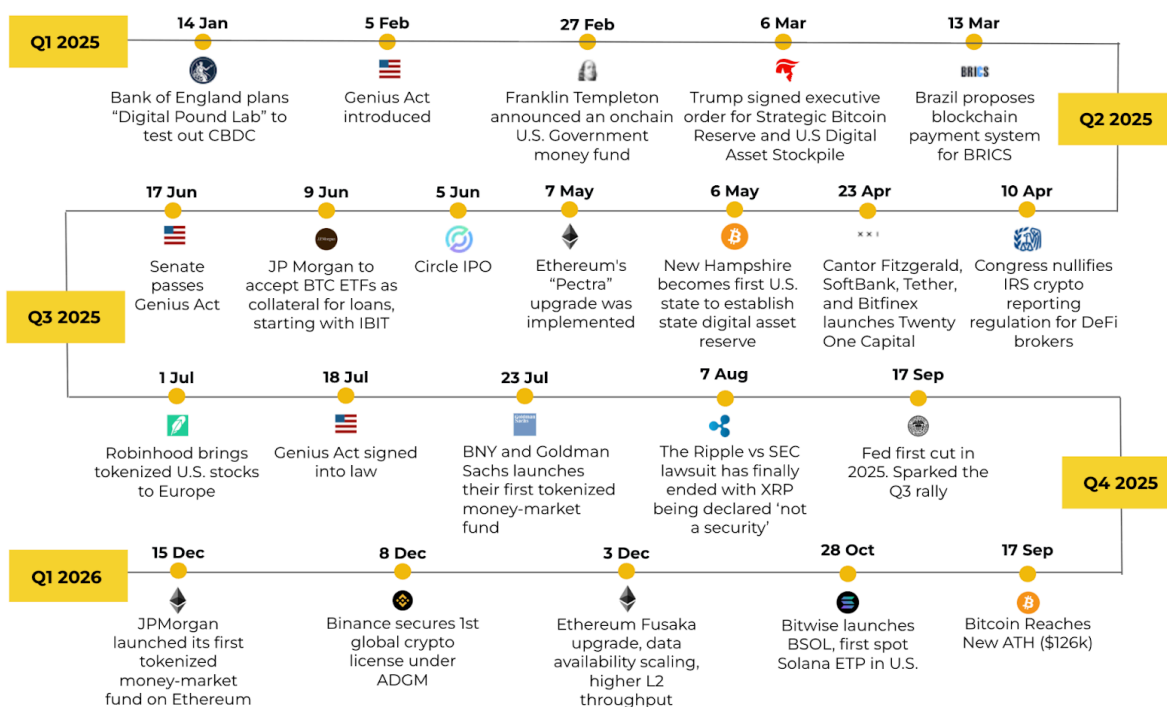 14 Jan
5 Feb
27 Feb
6 Mar
13 Mar
Q1 2025
Bank of England plans
“Digital Pound Lab” to
test out CBDC
Genius Act
introduced
Franklin Templeton
announced an onchain
U.S. Government
money fund
Trump signed executive
order for Strategic Bitcoin
Reserve and U.S Digital
Asset Stockpile
BRICS
Brazil proposes
blockchain
payment system
for BRICS
Q2 2025
17 Jun
9 Jun
5 Jun
7 May
6 May
23 Apr
10 Apr
Senate
passes
Genius Act
J.P.Morgan
JP Morgan to
accept BTC ETFs as
collateral for loans,
starting with IBIT
Circle IPO
Ethereum's
“Pectra”
upgrade was
implemented
New Hampshire
becomes first U.S.
state to establish
state digital asset
reserve
X X I
Cantor Fitzgerald,
SoftBank, Tether,
and Bitfinex
launches Twenty
One Capital
Congress nullifies
IRS crypto
reporting
regulation for DeFi
brokers
Q3 2025
1 Jul
18 Jul
23 Jul
7 Aug
17 Sep
Robinhood brings
tokenized U.S. stocks
to Europe
Genius Act signed
into law
Goldman
Sachs
BNY and Goldman
Sachs launches
their first tokenized
money-market
fund
The Ripple vs SEC
lawsuit has finally
ended with XRP
being declared ‘not
a security’
Fed first cut in
2025. Sparked the
Q3 rally
Q4 2025
15 Dec
8 Dec
3 Dec
28 Oct
17 Sep
Q1 2026
JPMorgan
launched its first
tokenized
money-market
fund on Ethereum
Binance secures 1st
global crypto
license under
ADGM
Ethereum Fusaka
upgrade, data
availability scaling,
higher L2
throughput
Bitwise launches
BSOL, first spot
Solana ETP in U.S.
Bitcoin Reaches
New ATH ($126k)